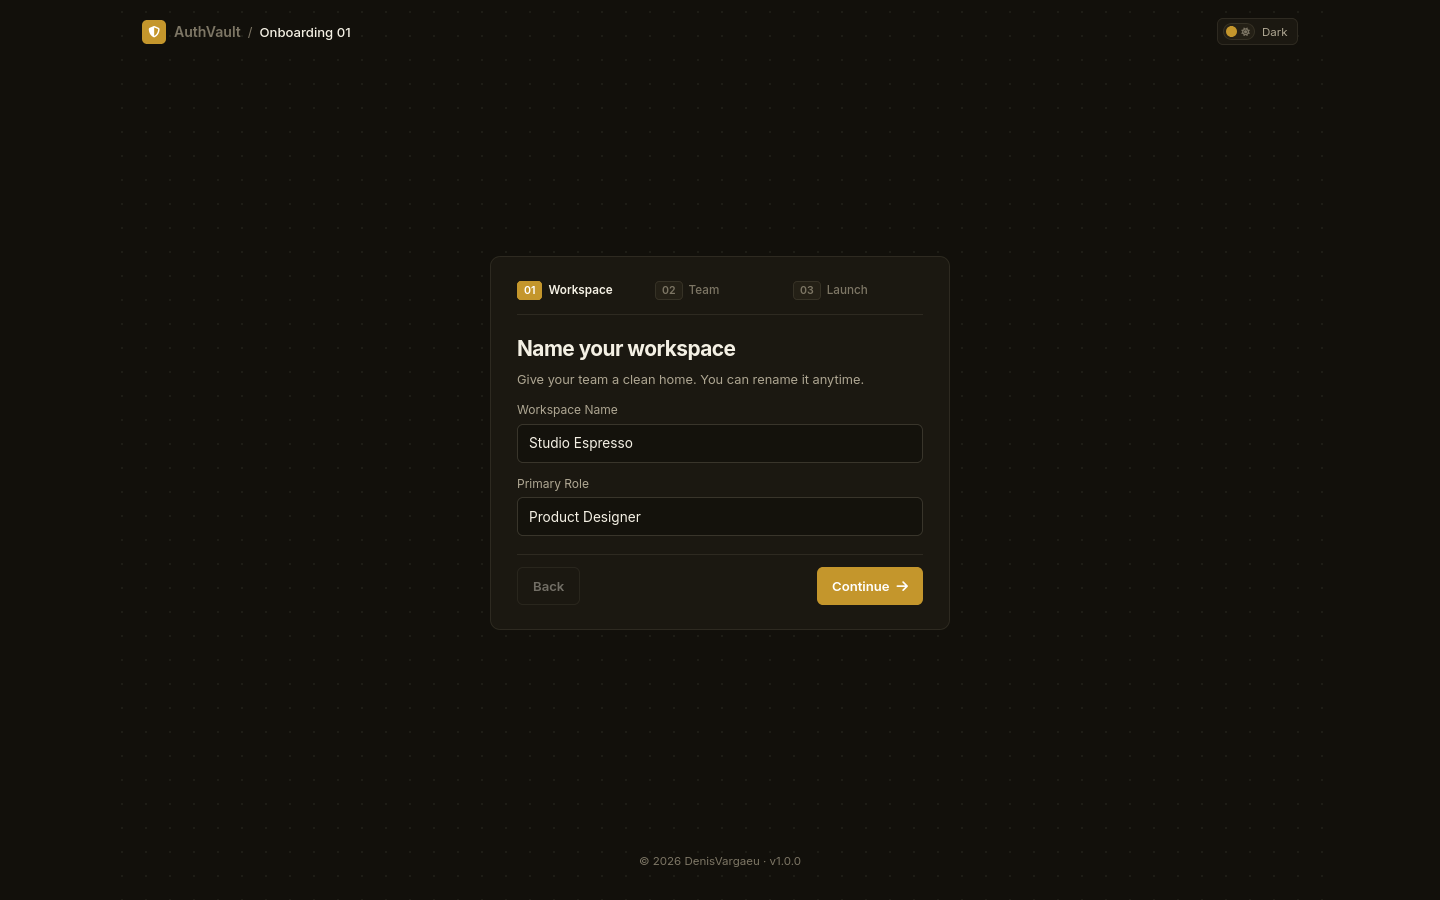 AuthVault / Onboarding 01
Dark
01 Workspace 02 Team 03 Launch
Name your workspace
Give your team a clean home. You can rename it anytime.
Workspace Name
Studio Espresso
Primary Role
Product Designer
Back
Continue →
© 2026 DenisVargaeu · v1.0.0